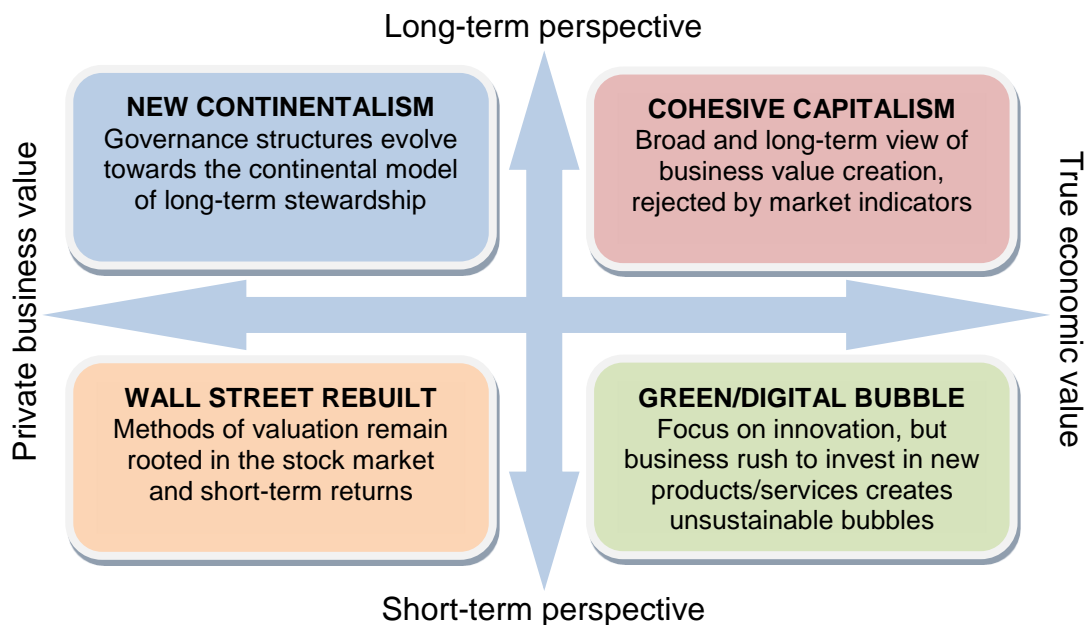 Long-term perspective
Private business value
NEW CONTINENTALISM
Governance structures evolve
towards the continental model
of long-term stewardship
COHESIVE CAPITALISM
Broad and long-term view of
business value creation,
rejected by market indicators
True economic value
WALL STREET REBUILT
Methods of valuation remain
rooted in the stock market
and short-term returns
GREEN/DIGITAL BUBBLE
Focus on innovation, but
business rush to invest in new
products/services creates
unsustainable bubbles
Short-term perspective